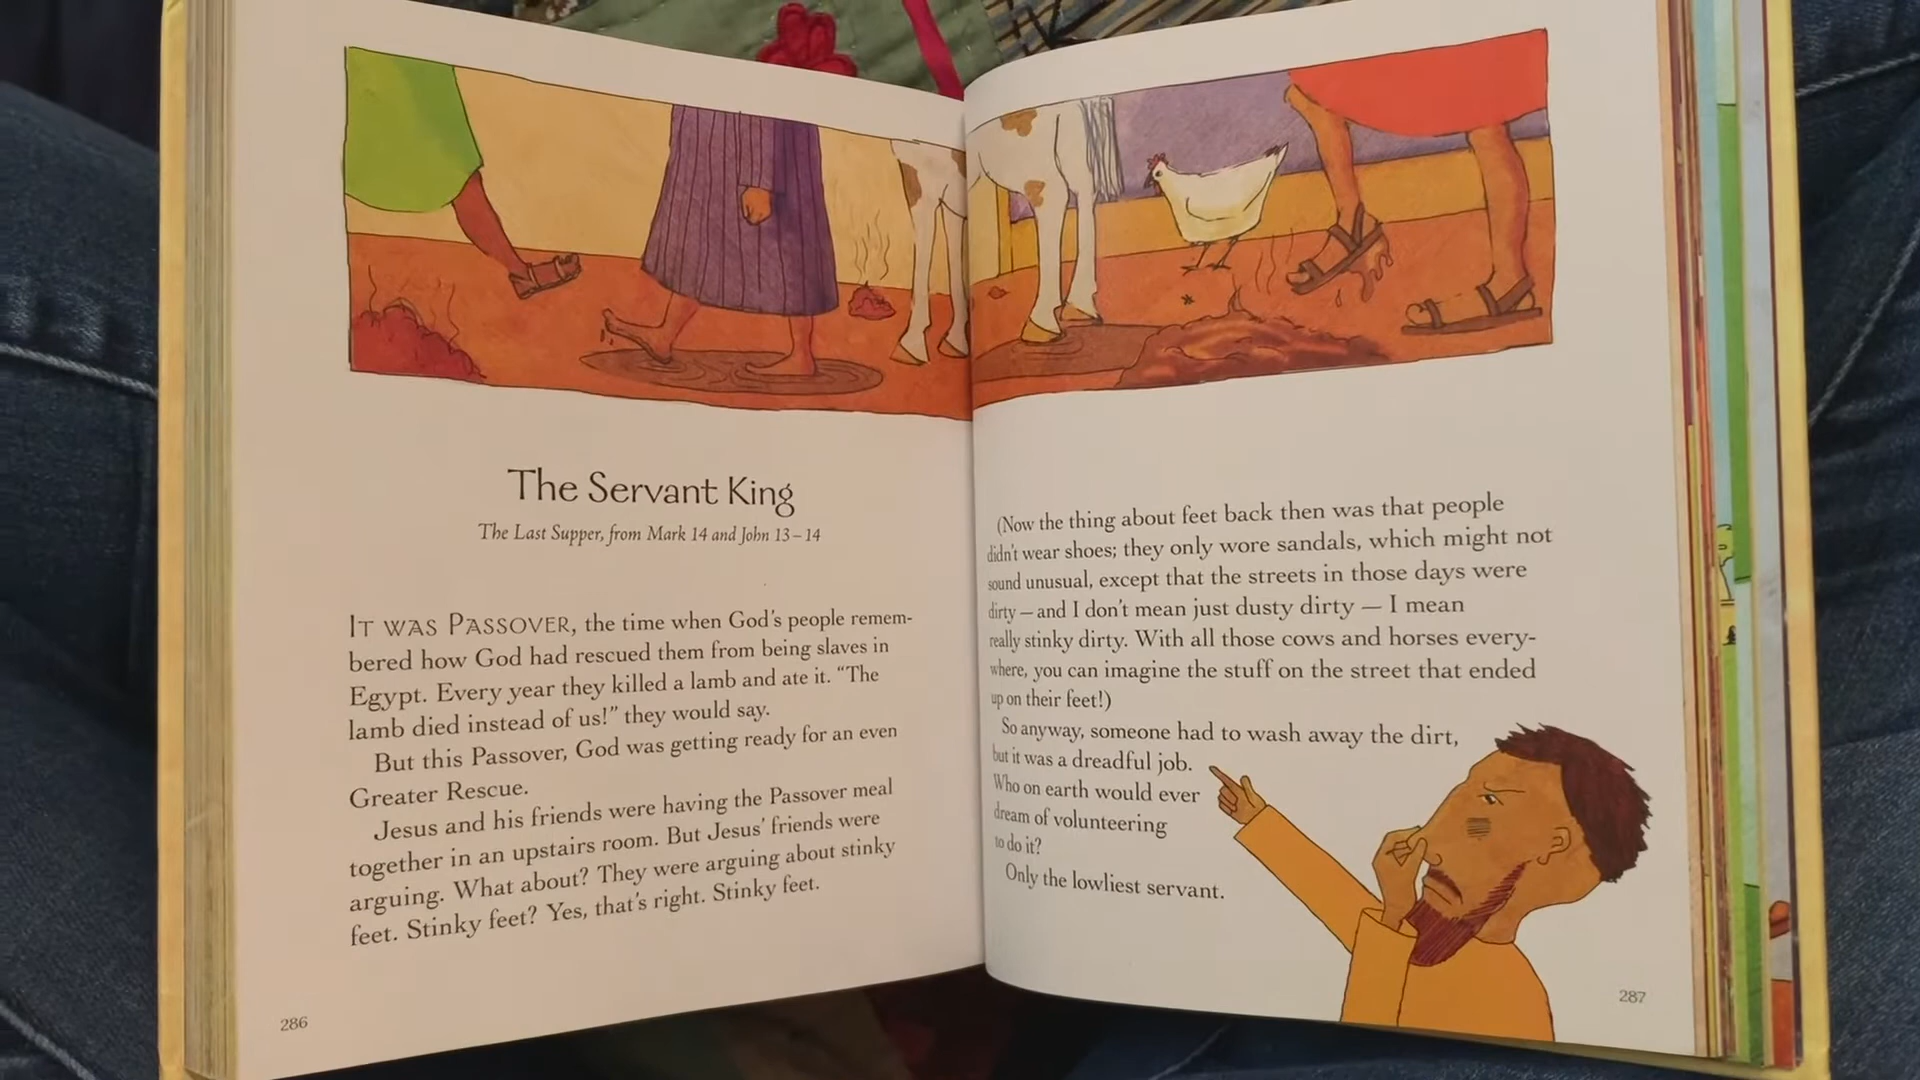 The Servant King
The Last Supper, from Mark 14 and John 13–14
IT WAS PASSOVER, the time when God's people remem-
bered how God had rescued them from being slaves in
Egypt. Every year they killed a lamb and ate it. “The
lamb died instead of us!” they would say.
But this Passover, God was getting ready for an even
Greater Rescue.
Jesus and his friends were having the Passover meal
together in an upstairs room. But Jesus’ friends were
arguing. What about? They were arguing about stinky
feet. Stinky feet? Yes, that’s right. Stinky feet.
286
(Now the thing about feet back then was that people
didn’t wear shoes; they only wore sandals, which might not
sound unusual, except that the streets in those days were
dirty — and I don’t mean just dusty dirty — I mean
really stinky dirty. With all those cows and horses every-
where, you can imagine the stuff on the street that ended
up on their feet!)
So anyway, someone had to wash away the dirt,
but it was a dreadful job.
Who on earth would ever
dream of volunteering
to do it?
Only the lowliest servant.
287